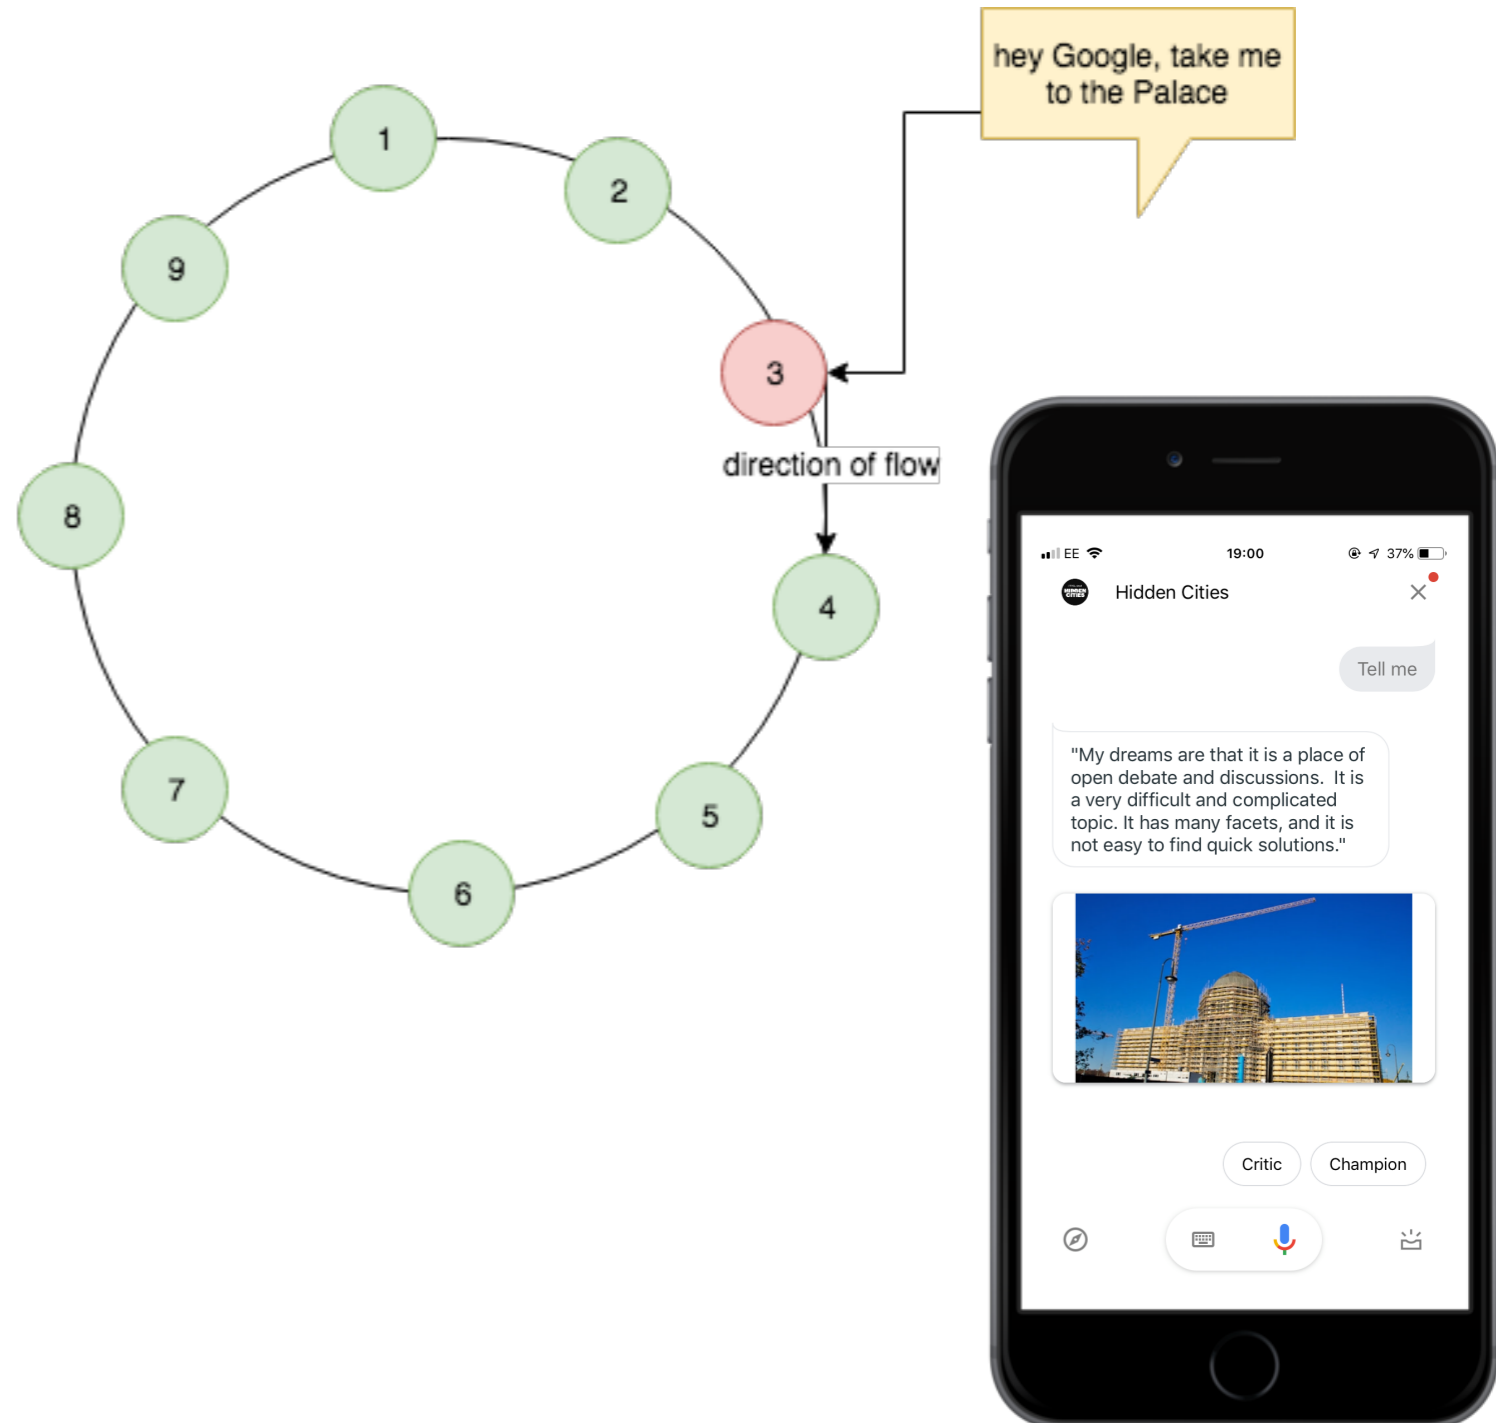 hey Google, take me
to the Palace
1
2
3
direction of flow
4
5
6
7
8
9
EE
19:00
37%
HIDDEN
CITIES
Hidden Cities
Tell me
"My dreams are that it is a place of
open debate and discussions.  It is
a very difficult and complicated
topic. It has many facets, and it is
not easy to find quick solutions."
Critic
Champion